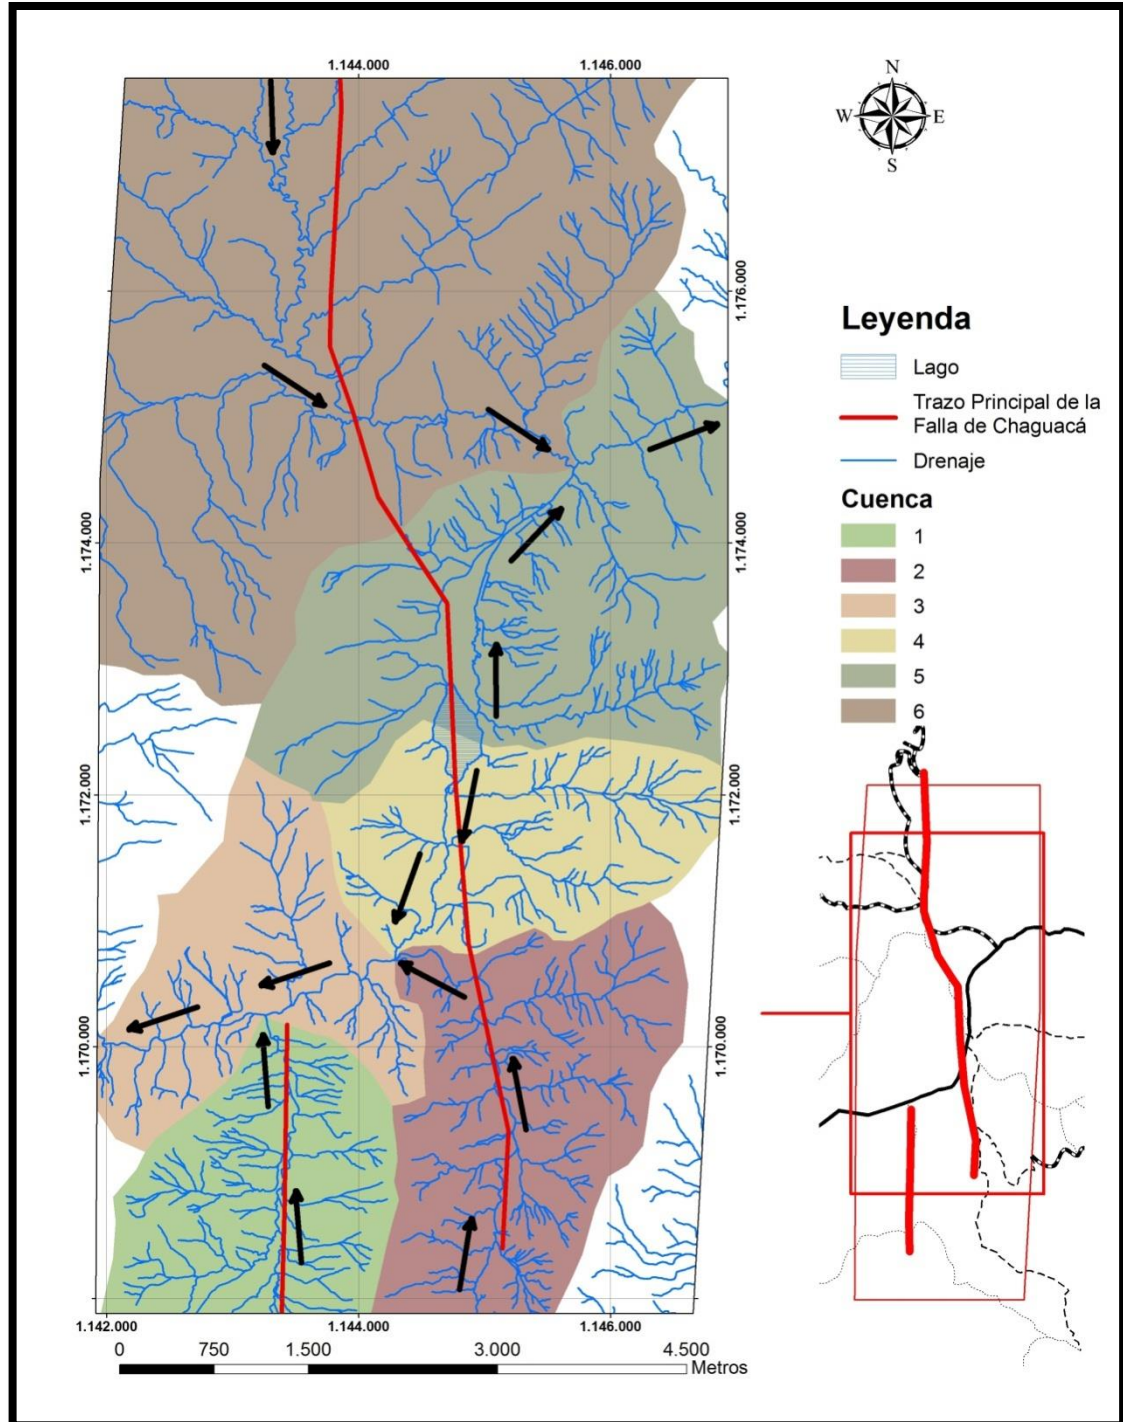 1.144.000
1.146.000
N
W
E
S
1.176.000
Leyenda
Lago
Trazo Principal de la
Falla de Chaguacá
Drenaje
Cuenca
1
2
3
4
5
6
1.174.000
1.174.000
1.172.000
1.172.000
1.170.000
1.170.000
1.142.000
1.144.000
1.146.000
0
750
1.500
3.000
4.500
Metros